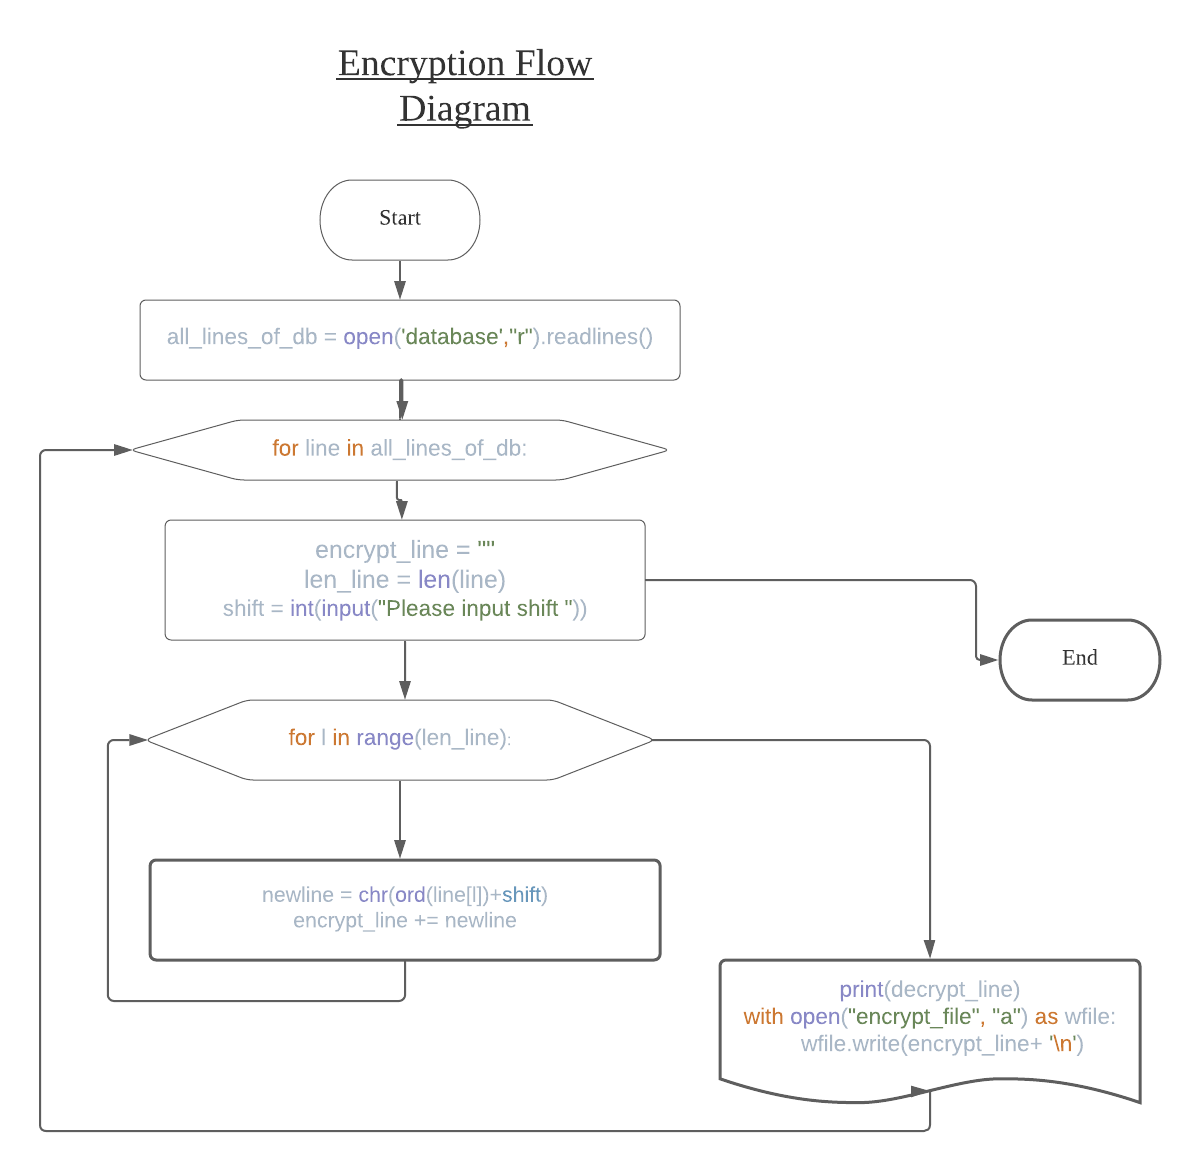 Encryption Flow
Diagram
Start
all_lines_of_db = open('database',"r").readlines()
for line in all_lines_of_db:
encrypt_line = ""
len_line = len(line)
shift = int(input("Please input shift "))
End
for l in range(len_line):
newline = chr(ord(line[l])+shift)
encrypt_line += newline
print(decrypt_line)
with open("encrypt_file", "a") as wfile:
wfile.write(encrypt_line+ '\n')